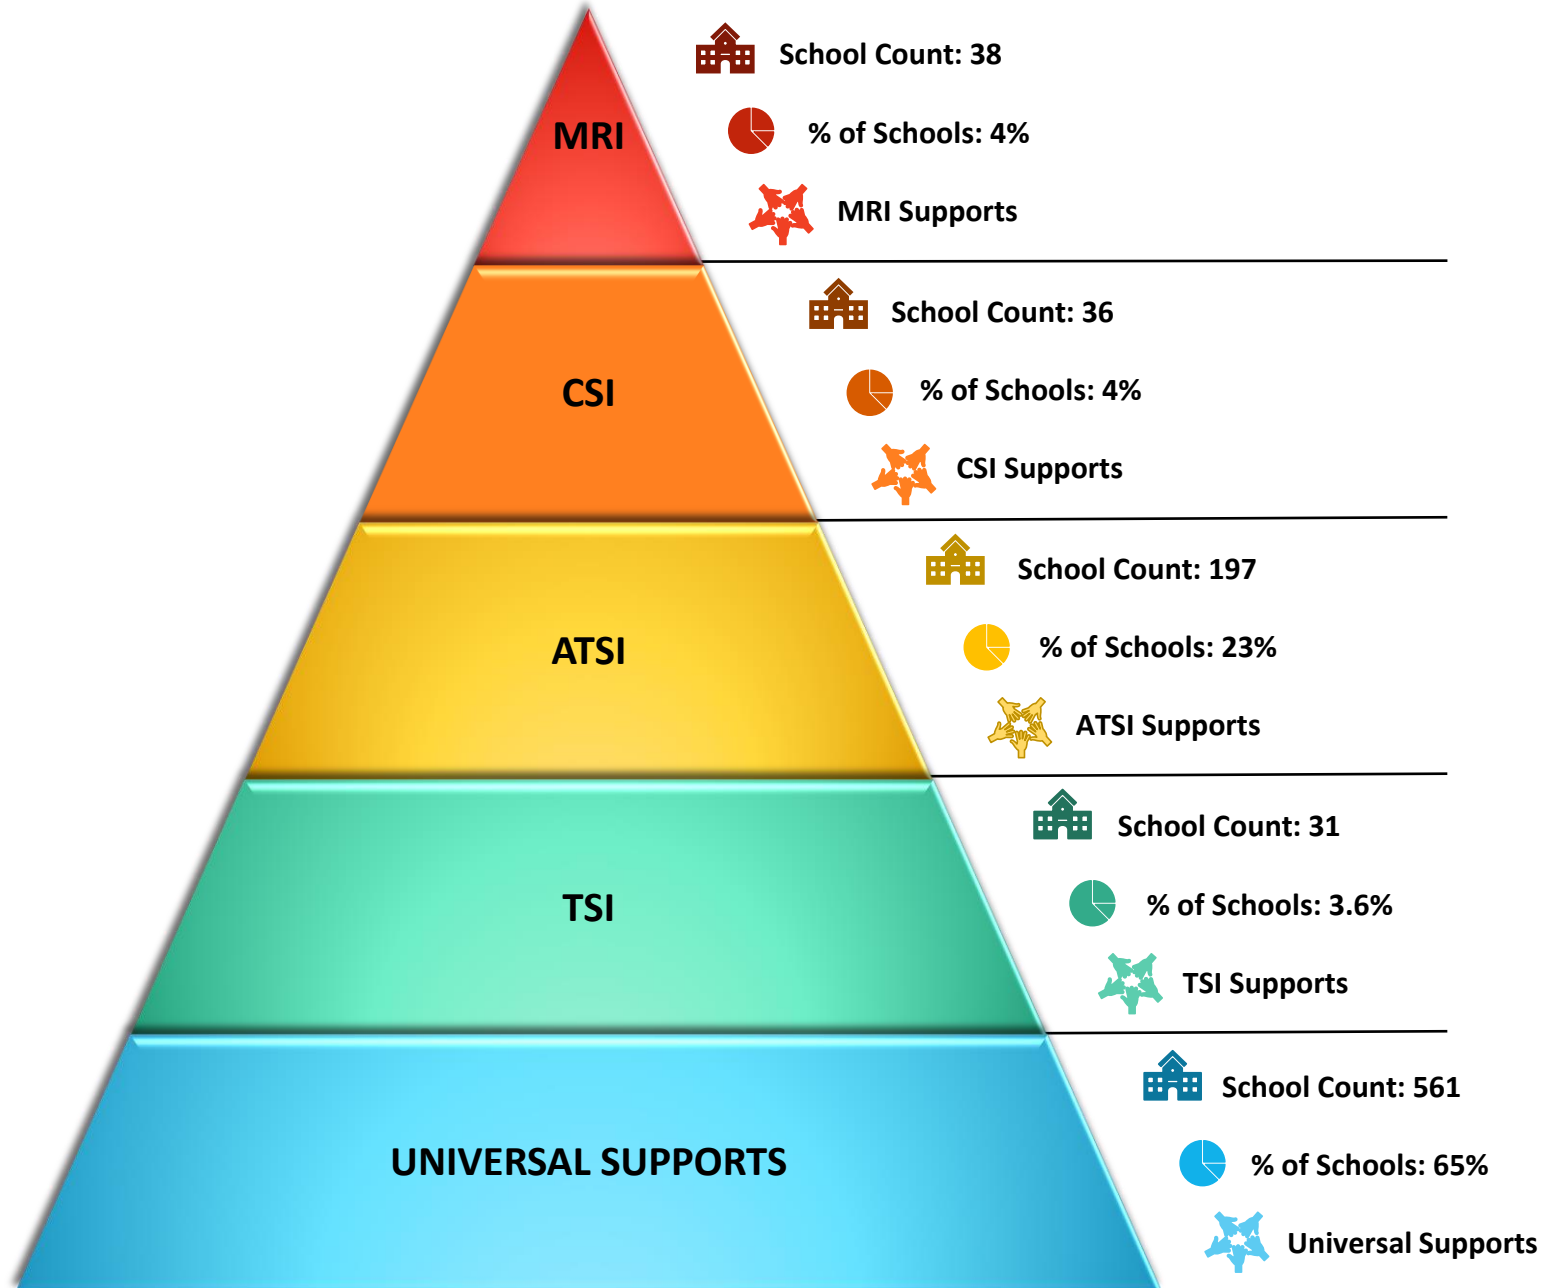 MRI
School Count: 38
% of Schools: 4%
MRI Supports
CSI
School Count: 36
% of Schools: 4%
CSI Supports
ATSI
School Count: 197
% of Schools: 23%
ATSI Supports
TSI
School Count: 31
% of Schools: 3.6%
TSI Supports
UNIVERSAL SUPPORTS
School Count: 561
% of Schools: 65%
Universal Supports